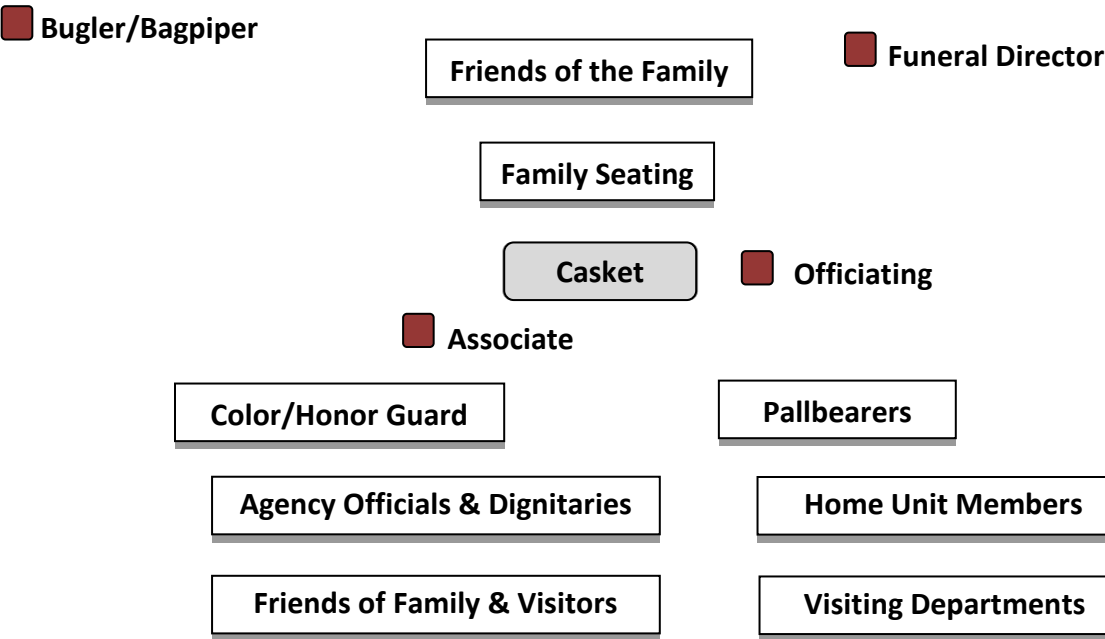 Bugler/Bagpiper
Funeral Director
Friends of the Family
Family Seating
Casket
Officiating
Associate
Color/Honor Guard
Pallbearers
Agency Officials & Dignitaries
Home Unit Members
Friends of Family & Visitors
Visiting Departments